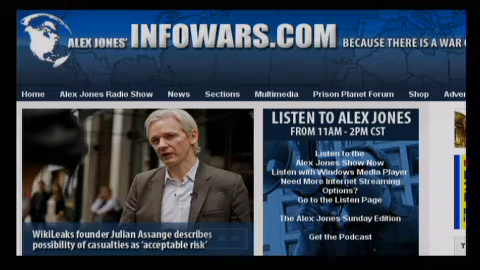 ALEX JONES' INFOWARS.COM BECAUSE THERE IS A WAR
Home Alex Jones Radio Show News Sections Multimedia Prison Planet Forum Shop
LISTEN TO ALEX JONES
FROM 11AM - 2PM CST
Listen to the
Alex Jones Show Now
Listen with Windows Media Player
Need More Internet Streaming
Options?
Go to the Listen Page
The Alex Jones Sunday Edition
Get the Podcast
WikiLeaks founder Julian Assange describes
possibility of casualties as 'acceptable risk'